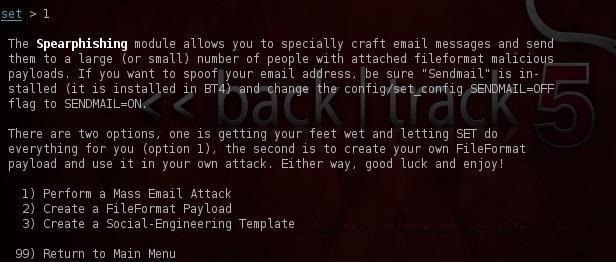 set > 1
The Spearphishing module allows you to specially craft email messages and send
them to a large (or small) number of people with attached fileformat malicious
payloads. If you want to spoof your email address, be sure "Sendmail" is in-
stalled (it is installed in BT4) and change the config/set_config SENDMAIL=OFF
flag to SENDMAIL=ON.
There are two options, one is getting your feet wet and letting SET do
everything for you (option 1), the second is to create your own FileFormat
payload and use it in your own attack. Either way, good luck and enjoy!
1) Perform a Mass Email Attack
2) Create a FileFormat Payload
3) Create a Social-Engineering Template
99) Return to Main Menu
<< back | track 5